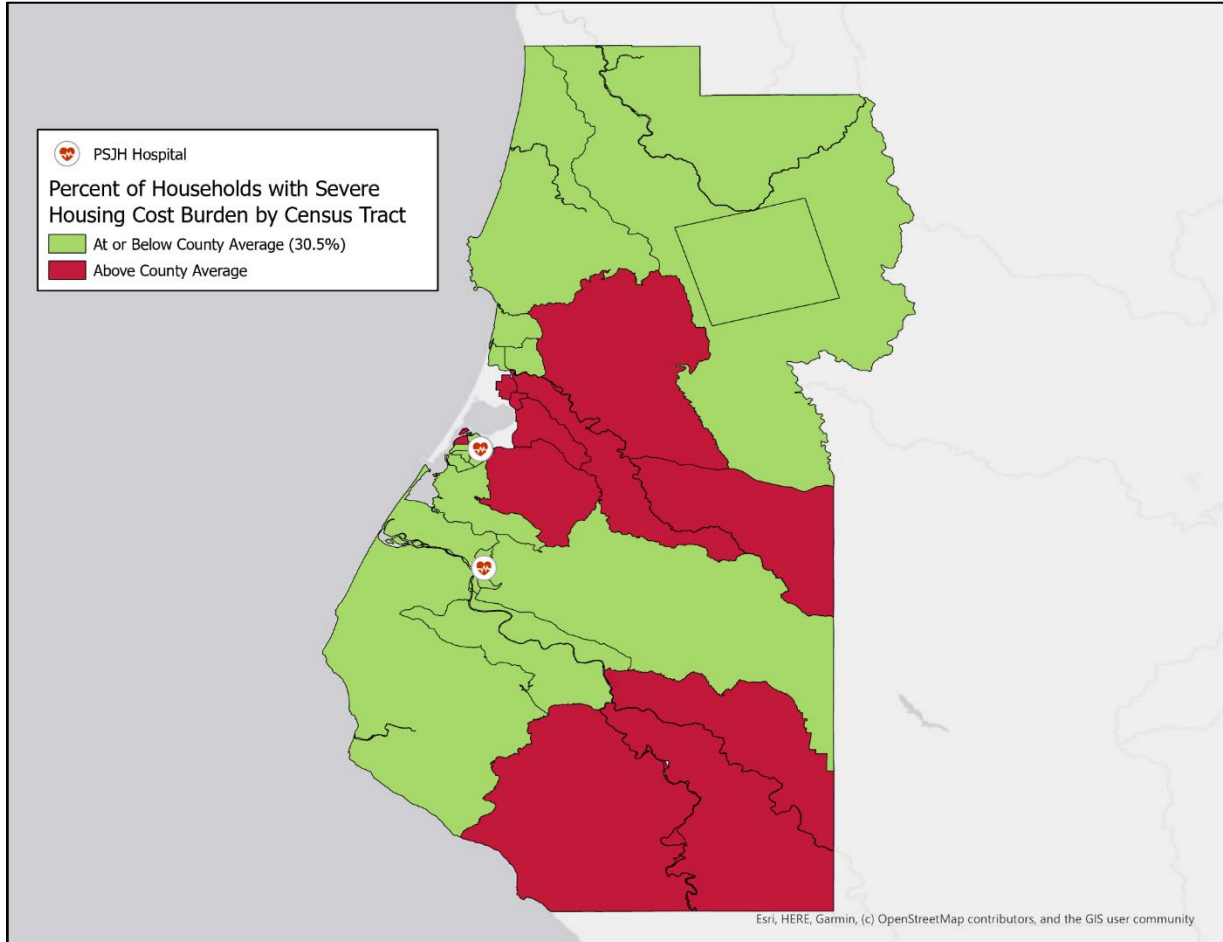 PSJH Hospital
Percent of Households with Severe
Housing Cost Burden by Census Tract
At or Below County Average (30.5%)
Above County Average
Esri, HERE, Garmin, (c) OpenStreetMap contributors, and the GIS user community